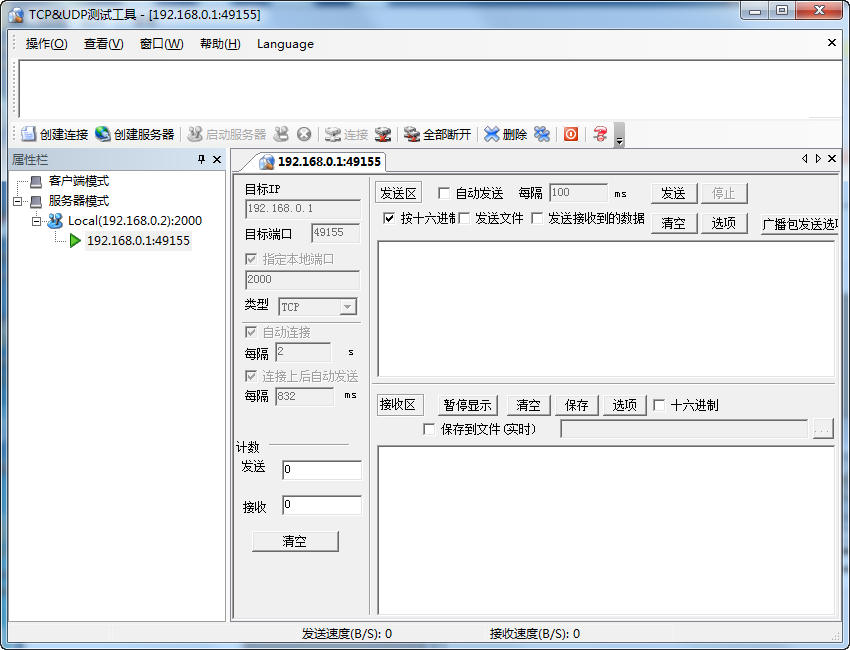 TCP&UDP测试工具 - [192.168.0.1:49155]
操作(O) 查看(V) 窗口(W) 帮助(H) Language
创建连接 创建服务器 启动服务器 连接 全部断开 删除
属性栏
客户端模式
服务器模式
Local(192.168.0.2):2000
192.168.0.1:49155
192.168.0.1:49155
目标IP
192.168.0.1
目标端口 49155
指定本地端口
2000
类型 TCP
自动连接
每隔 2 s
连接上后自动发送
每隔 832 ms
计数
发送 0
接收 0
清空
发送区 自动发送 每隔 100 ms 发送 停止
按十六进制 发送文件 发送接收到的数据 清空 选项 广播包发送选
接收区 暂停显示 清空 保存 选项 十六进制
保存到文件(实时) ...
发送速度(B/S): 0 接收速度(B/S): 0